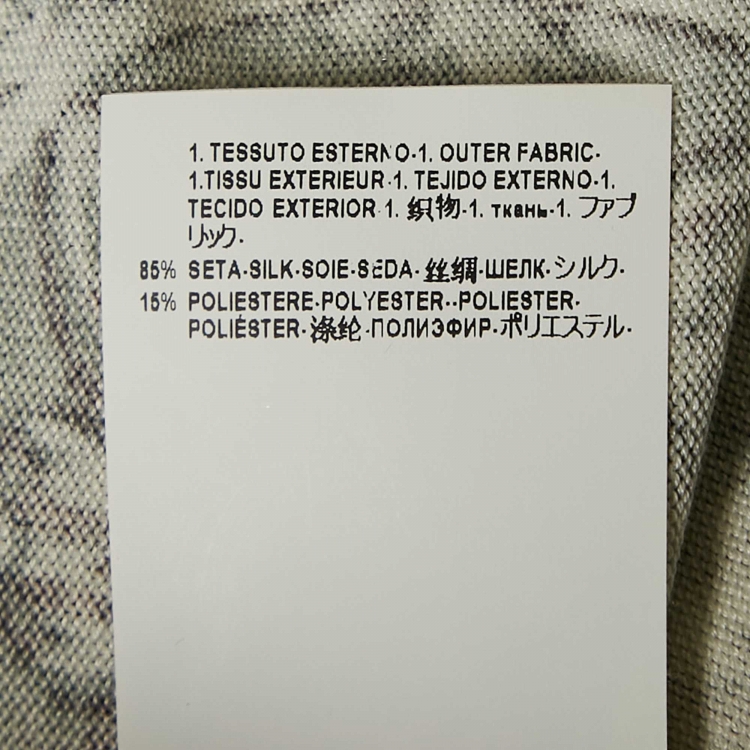 1. TESSUTO ESTERNO·1. OUTER FABRIC·
1.TISSU EXTERIEUR·1. TEJIDO EXTERNO·1.
TECIDO EXTERIOR·1. 织物·1. ткань·1. ファブ
リック·
85% SETA·SILK·SOIE·SEDA· 丝绸·ШЕЛК·シルク·
15% POLIESTERE·POLYESTER··POLIESTER·
POLIÉSTER·涤纶·ПОЛИЭФИР·ポリエステル·